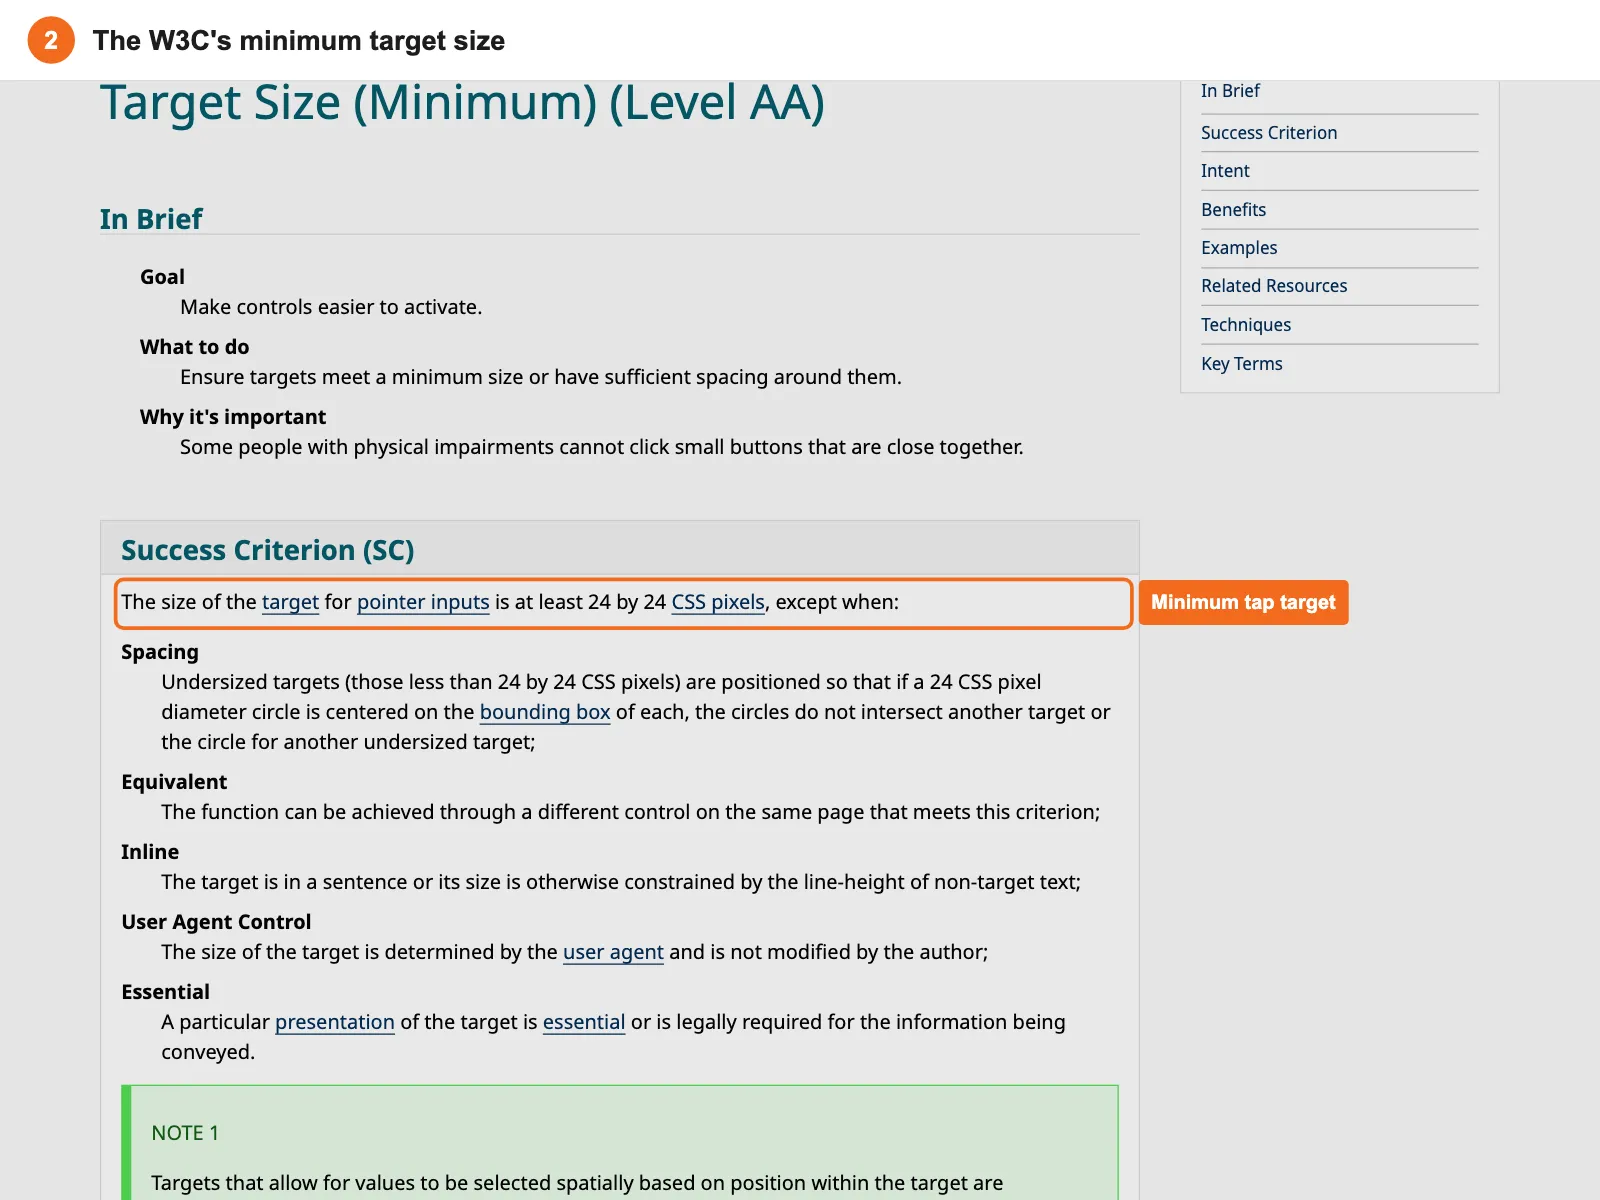 2
The W3C's minimum target size
Target Size (Minimum) (Level AA)
In Brief
Goal
Make controls easier to activate.
What to do
Ensure targets meet a minimum size or have sufficient spacing around them.
Why it's important
Some people with physical impairments cannot click small buttons that are close together.
In Brief
Success Criterion
Intent
Benefits
Examples
Related Resources
Techniques
Key Terms
Success Criterion (SC)
The size of the target for pointer inputs is at least 24 by 24 CSS pixels, except when:
Minimum tap target
Spacing
Undersized targets (those less than 24 by 24 CSS pixels) are positioned so that if a 24 CSS pixel
diameter circle is centered on the bounding box of each, the circles do not intersect another target or
the circle for another undersized target;
Equivalent
The function can be achieved through a different control on the same page that meets this criterion;
Inline
The target is in a sentence or its size is otherwise constrained by the line-height of non-target text;
User Agent Control
The size of the target is determined by the user agent and is not modified by the author;
Essential
A particular presentation of the target is essential or is legally required for the information being
conveyed.
NOTE 1
Targets that allow for values to be selected spatially based on position within the target are